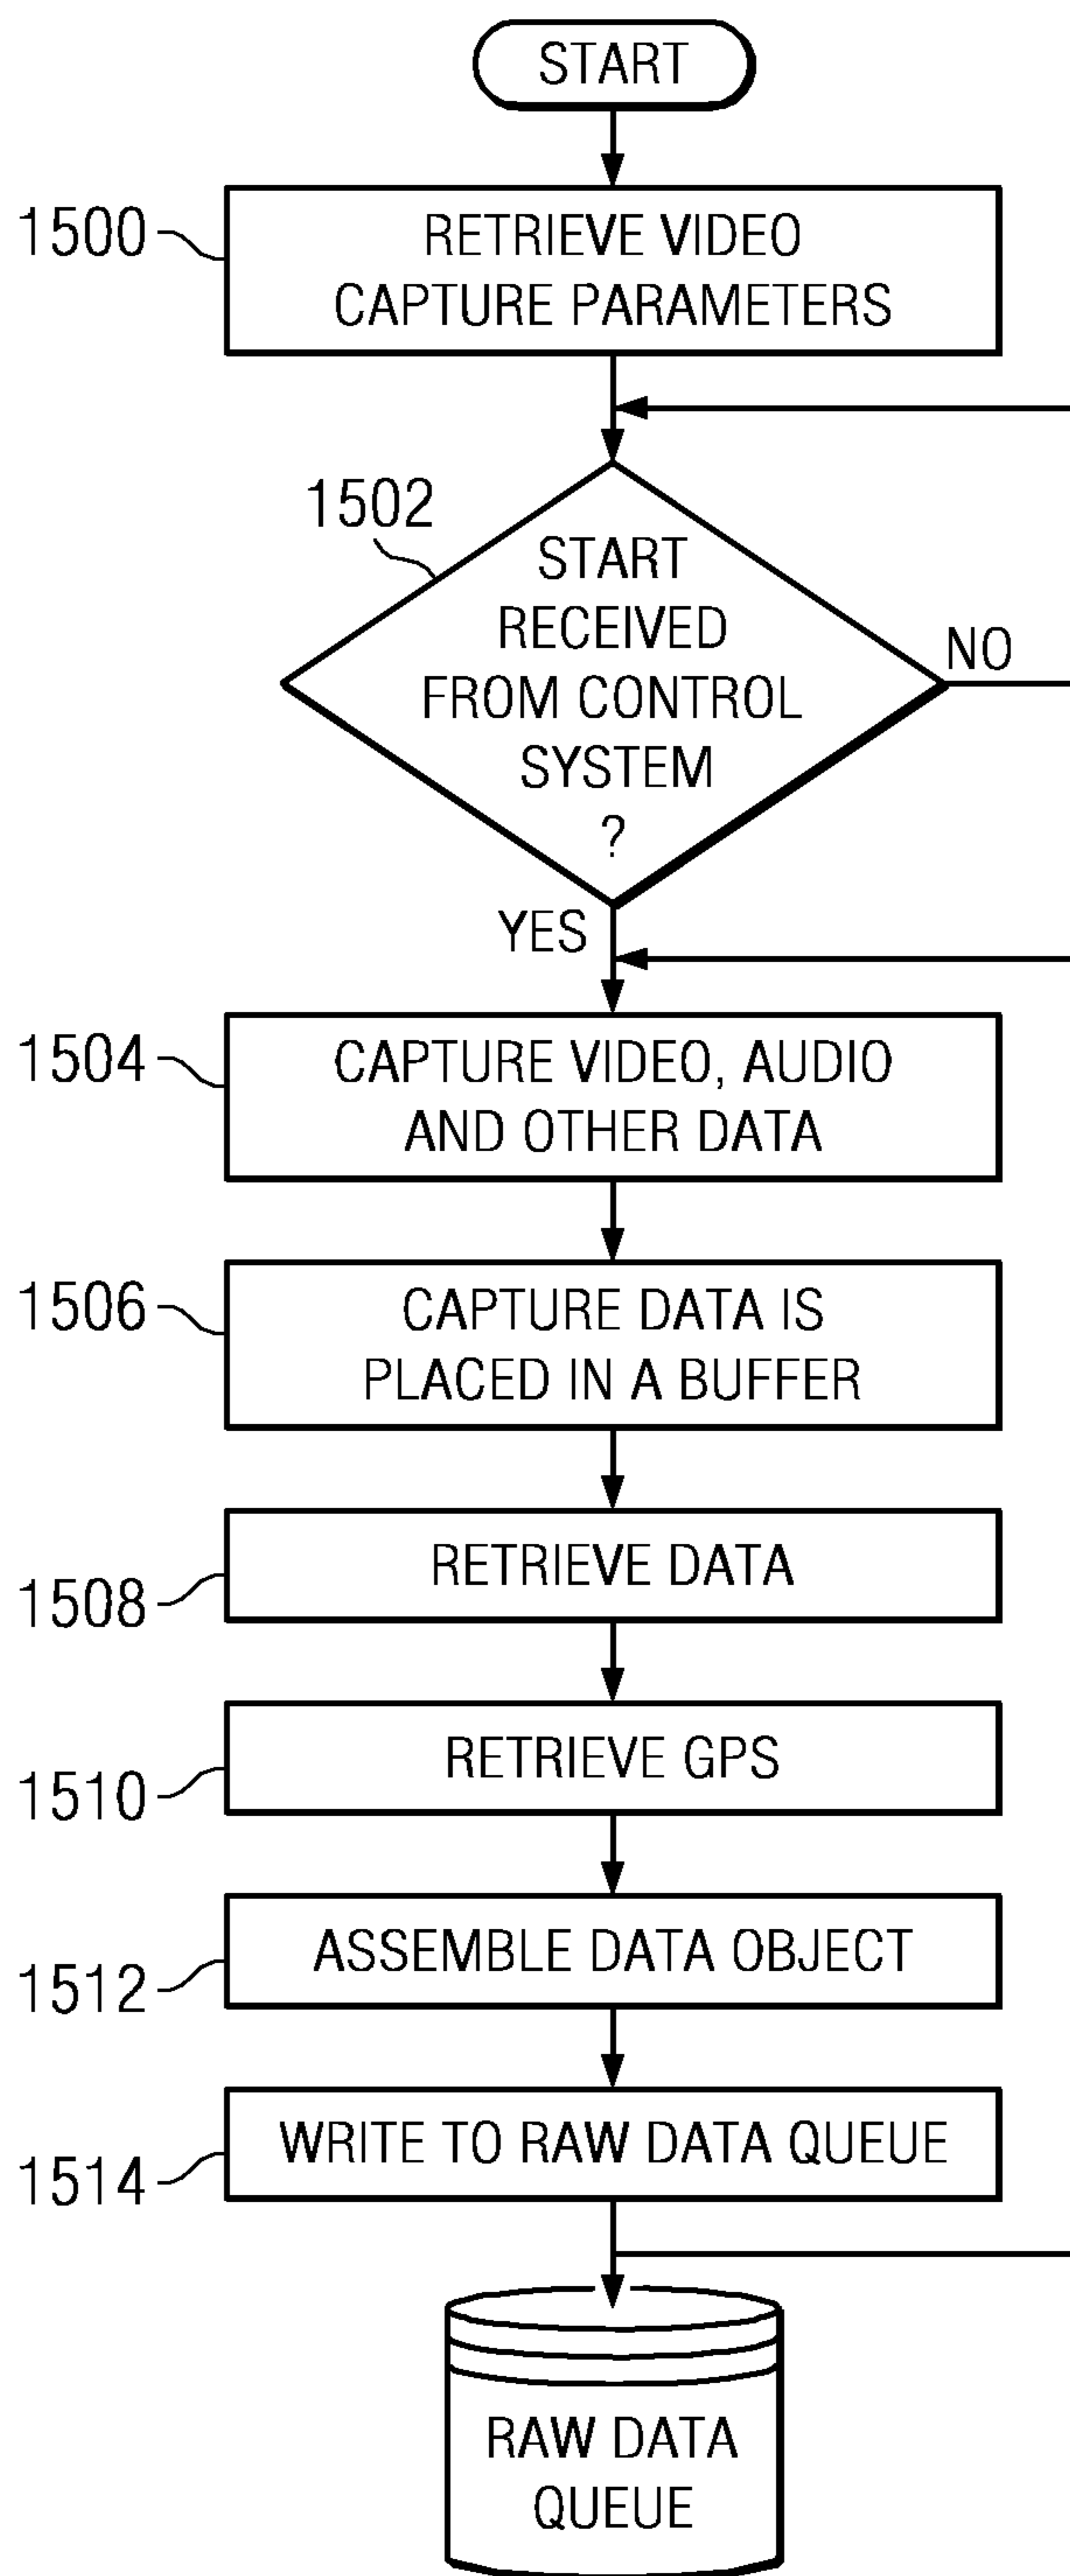 START
1500
RETRIEVE VIDEO
CAPTURE PARAMETERS
1502
START
RECEIVED
FROM CONTROL
SYSTEM
?
NO
YES
1504
CAPTURE VIDEO, AUDIO
AND OTHER DATA
1506
CAPTURE DATA IS
PLACED IN A BUFFER
1508
RETRIEVE DATA
1510
RETRIEVE GPS
1512
ASSEMBLE DATA OBJECT
1514
WRITE TO RAW DATA QUEUE
RAW DATA
QUEUE